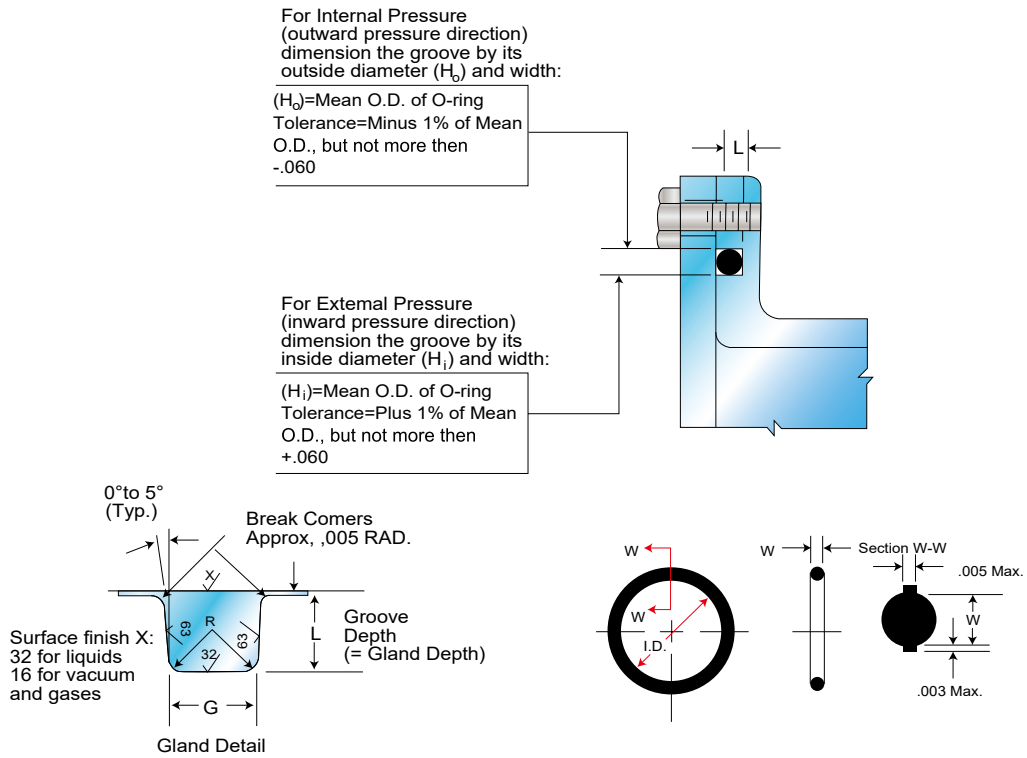 For Internal Pressure
(outward pressure direction)
dimension the groove by its
outside diameter (Ho) and width:
(Ho)=Mean O.D. of O-ring
Tolerance=Minus 1% of Mean
O.D., but not more then
-.060
L
For Extemal Pressure
(inward pressure direction)
dimension the groove by its
inside diameter (Hi) and width:
(Hi)=Mean O.D. of O-ring
Tolerance=Plus 1% of Mean
O.D., but not more then
+.060
0°to 5°
(Typ.)
Break Comers
Approx, ,005 RAD.
X
R
63
63
32
L
Groove
Depth
(= Gland Depth)
Surface finish X:
32 for liquids
16 for vacuum
and gases
G
Gland Detail
W
W
I.D.
W
Section W-W
.005 Max.
W
.003 Max.